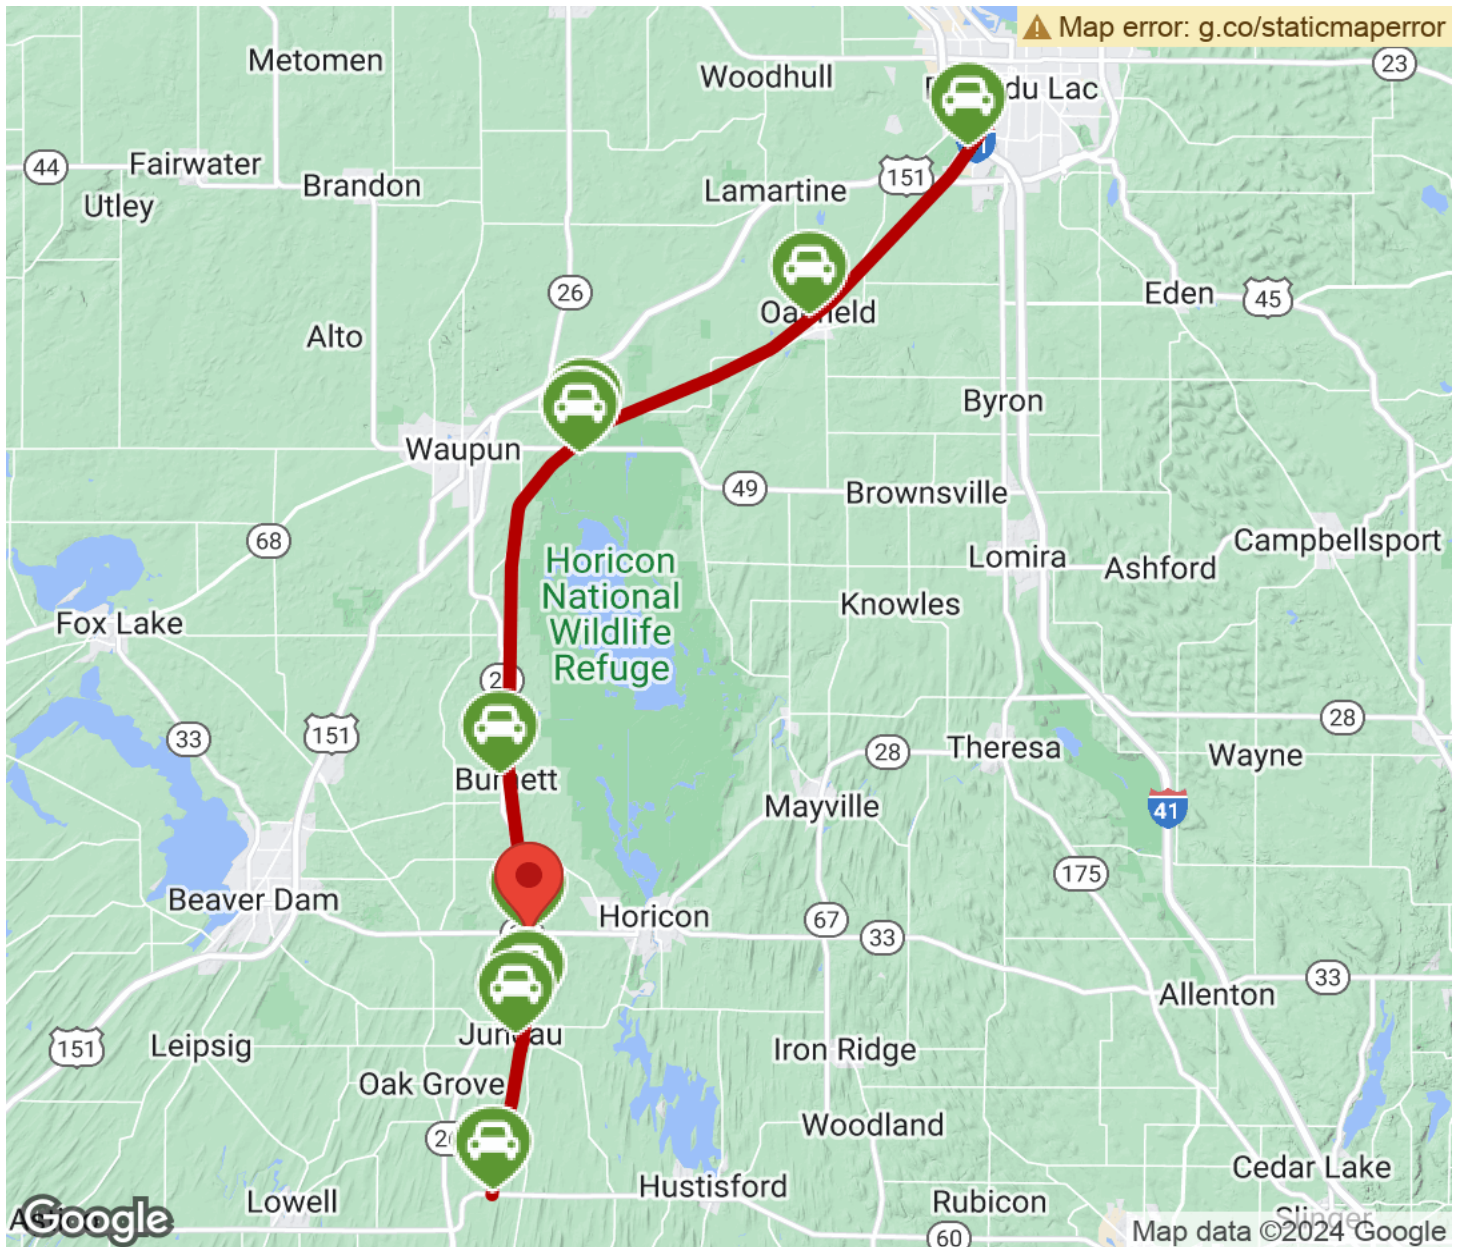 Map error: g.co/staticmaperror
Metomen
Woodhull
23
du Lac
44
Fairwater
Brandon
Utley
Lamartine
151
26
Eden
45
Alto
Byron
Waupun
49
Brownsville
68
Campbellsport
Horicon
National
Wildlife
Refuge
Lomira
Ashford
Knowles
Fox Lake
33
151
28
Theresa
28
Wayne
Mayville
41
175
Beaver Dam
Horicon
67
33
33
Allenton
151
Leipsig
Iron Ridge
Oak Grove
Woodland
Cedar Lake
Hustisford
Lowell
Rubicon
Slinger
Google
60
Map data ©2024 Google